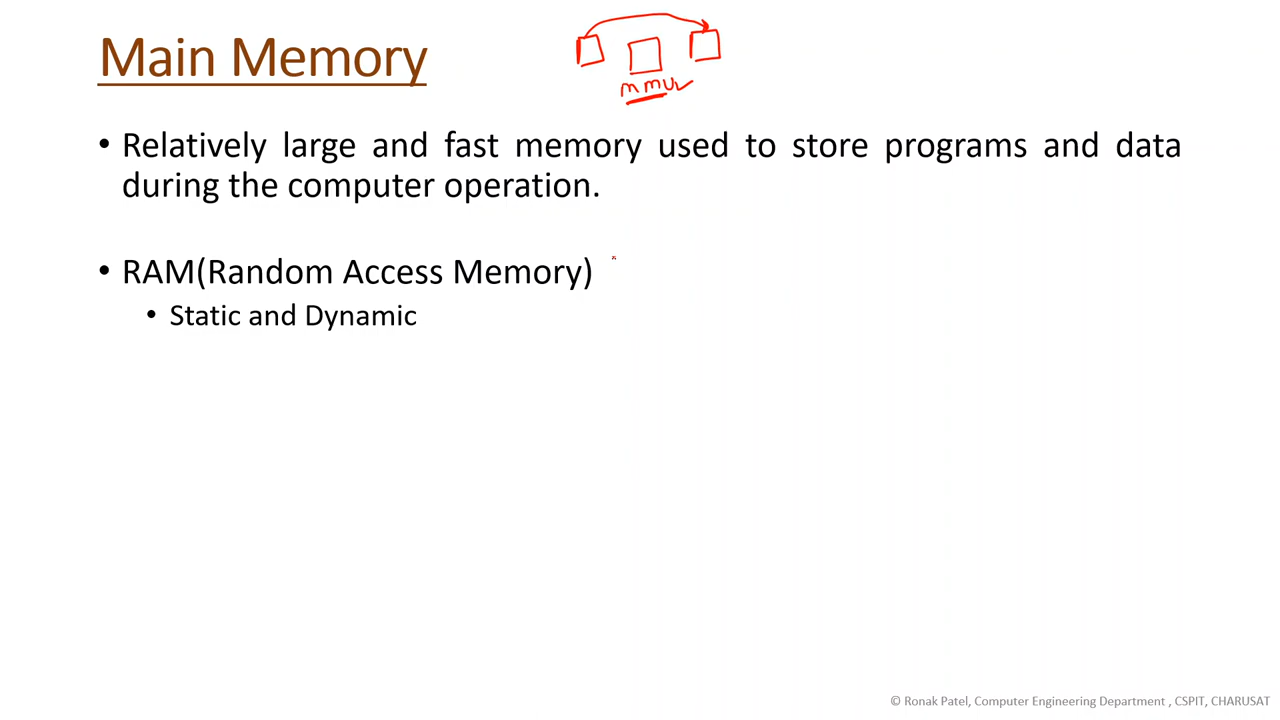 Main Memory
MMU
• Relatively large and fast memory used to store programs and data
during the computer operation.
• RAM(Random Access Memory)
• Static and Dynamic
© Ronak Patel, Computer Engineering Department , CSPIT, CHARUSAT